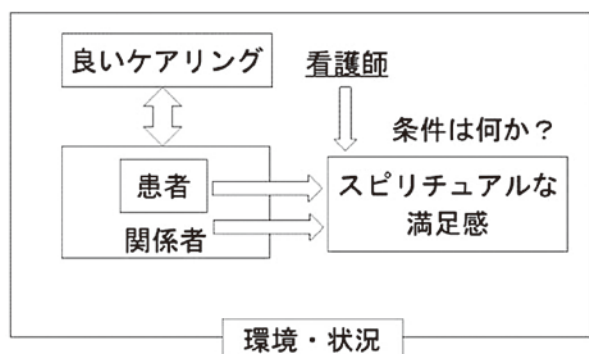 良いケアリング
看護師
条件は何か?
患者
関係者
スピリチュアルな
満足感
環境・状況